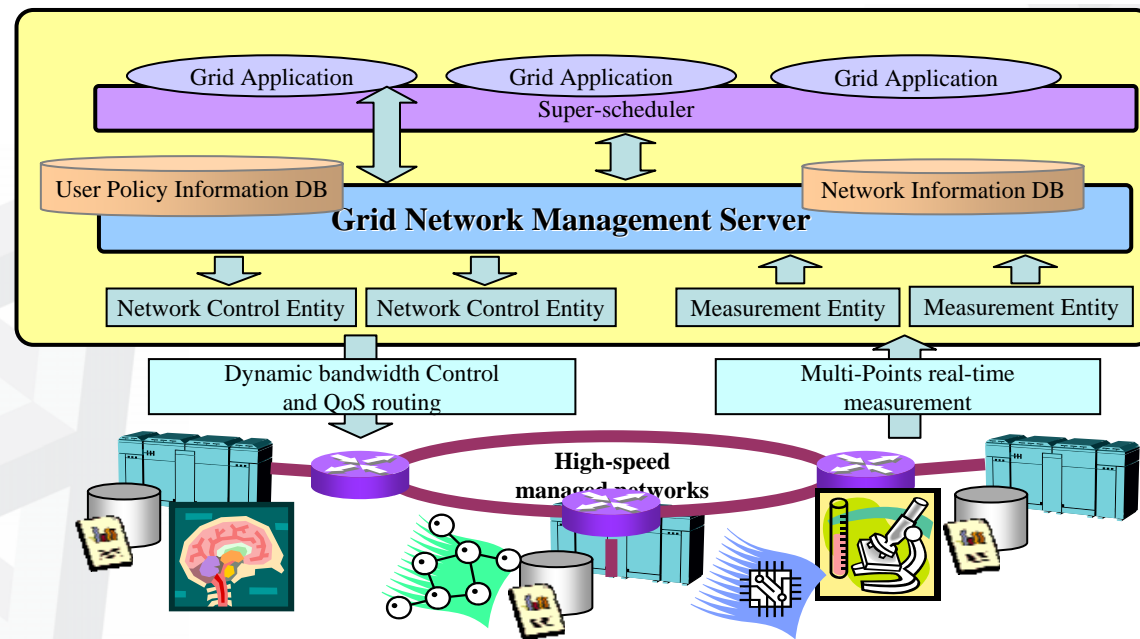 Grid Application
Grid Application
Grid Application
Super-scheduler
User Policy Information DB
Network Information DB
Grid Network Management Server
Network Control Entity
Network Control Entity
Measurement Entity
Measurement Entity
Dynamic bandwidth Control
and QoS routing
Multi-Points real-time
measurement
High-speed
managed networks